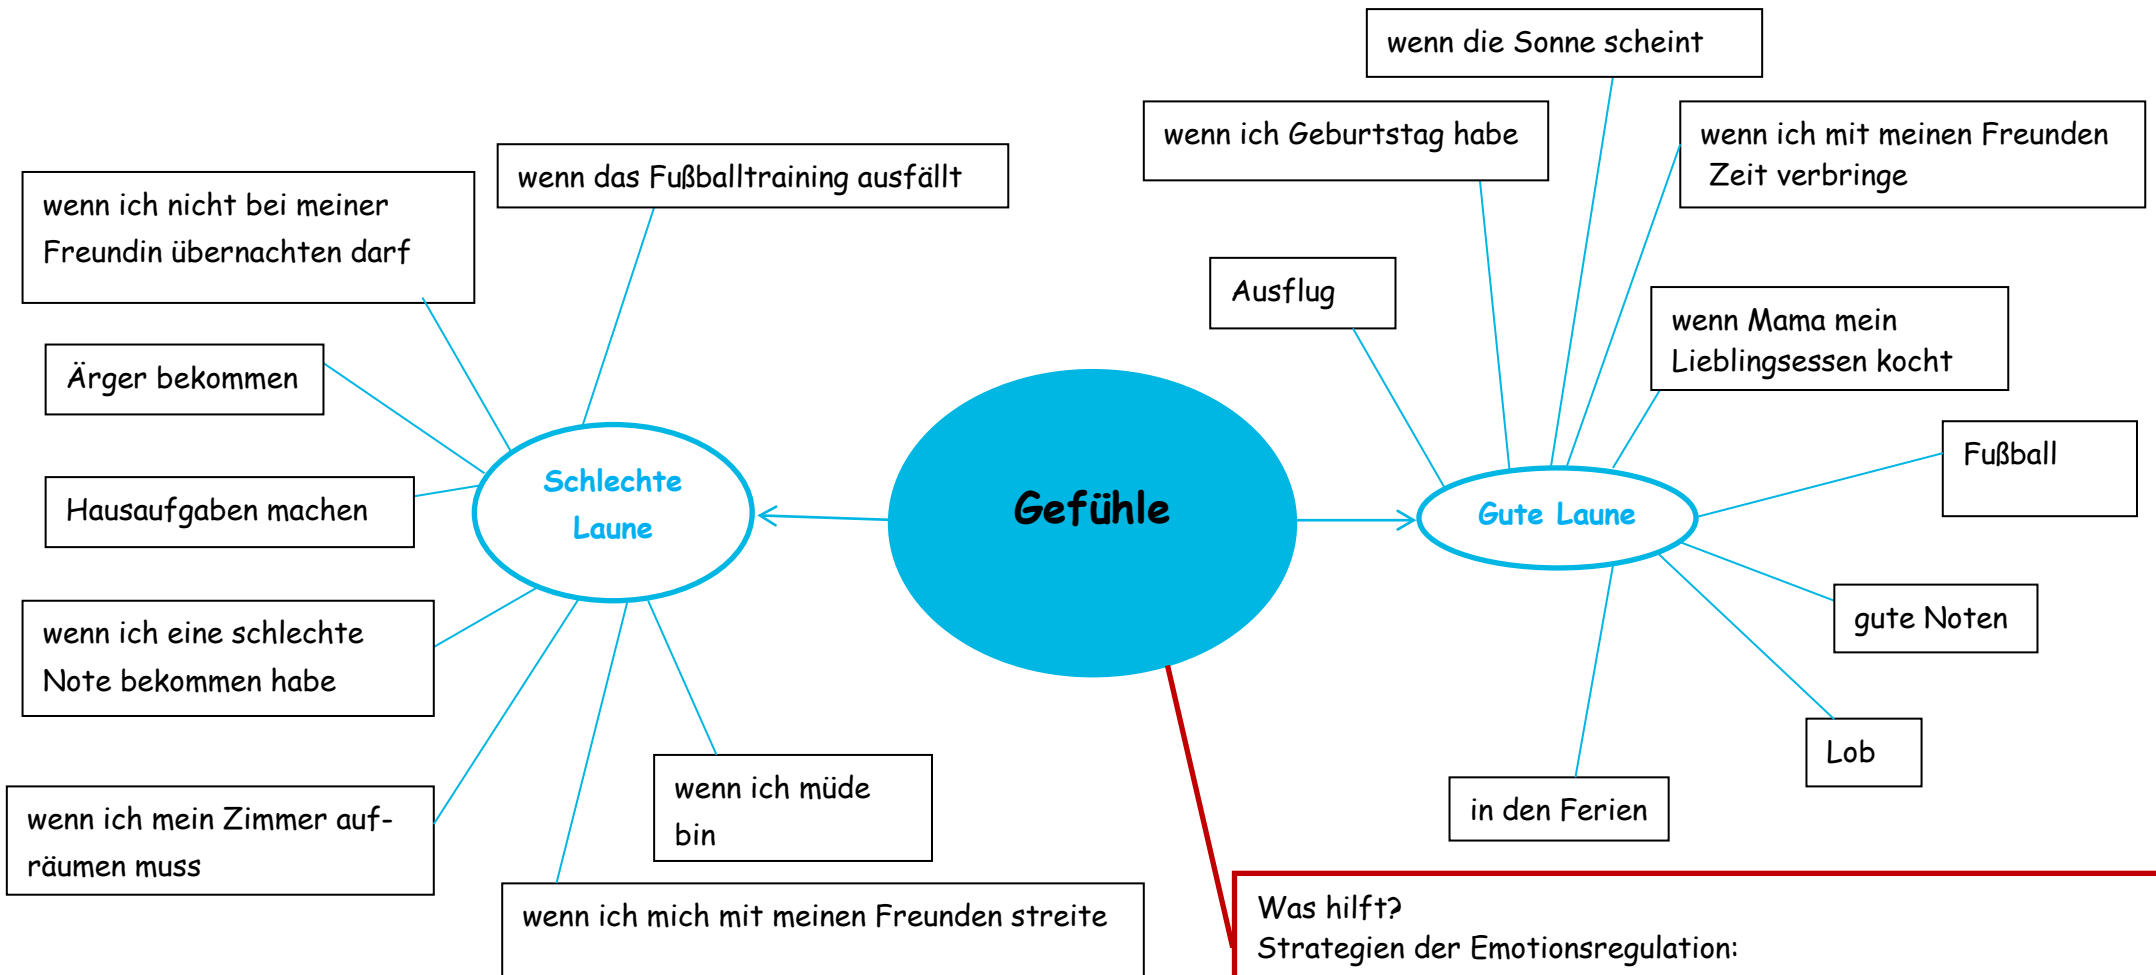 wenn die Sonne scheint
wenn ich Geburtstag habe
wenn ich mit meinen Freunden
Zeit verbringe
wenn das Fußballtraining ausfällt
wenn ich nicht bei meiner
Freundin übernachten darf
Ausflug
wenn Mama mein
Lieblingsessen kocht
Ärger bekommen
Fußball
Hausaufgaben machen
Schlechte
Laune
Gefühle
Gute Laune
wenn ich eine schlechte
Note bekommen habe
gute Noten
Lob
wenn ich müde
bin
in den Ferien
wenn ich mein Zimmer auf-
räumen muss
wenn ich mich mit meinen Freunden streite
Was hilft?
Strategien der Emotionsregulation: